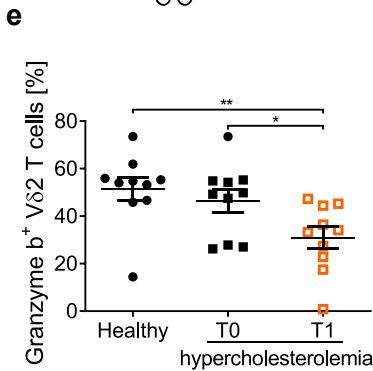 e
Granzyme b⁺ Vδ2 T cells [%]
80
60
40
20
0
**
*
Healthy
T0
T1
hypercholesterolemia